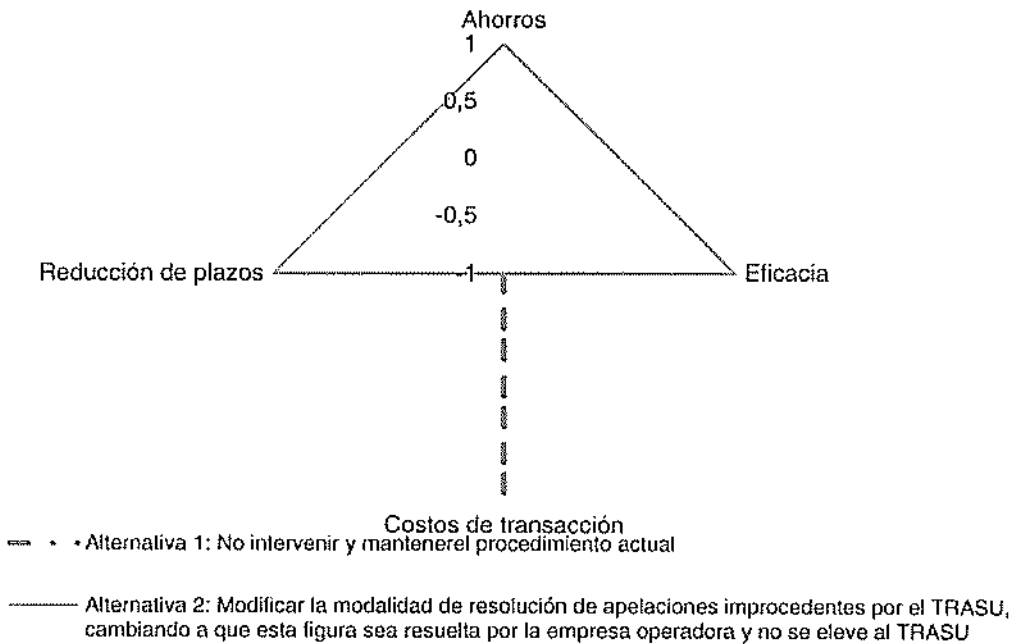 Ahorros
1
0,5
0
-0,5
Reducción de plazos
-1
Eficacia
Costos de transacción
Alternativa 1: No intervenir y mantenerel procedimiento actual
Alternativa 2: Modificar la modalidad de resolución de apelaciones improcedentes por el TRASU,
cambiando a que esta figura sea resuelta por la empresa operadora y no se eleve al TRASU